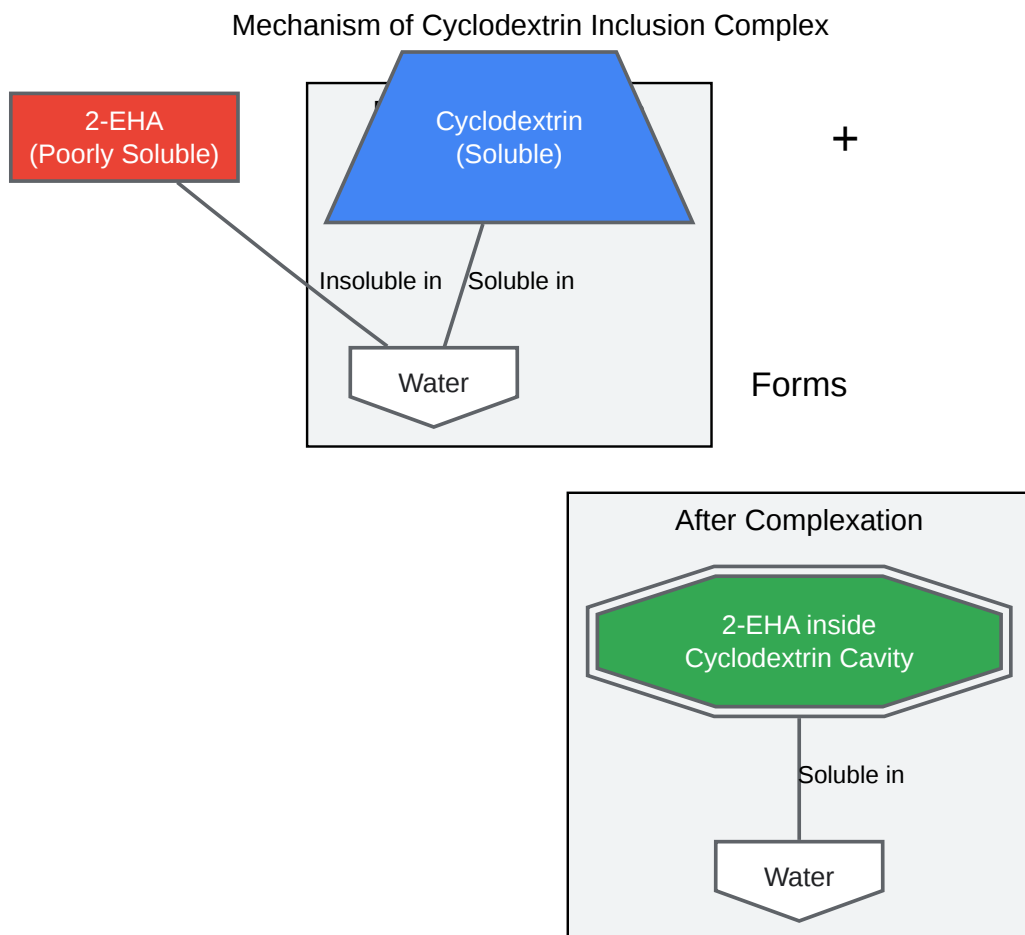 Mechanism of Cyclodextrin Inclusion Complex
2-EHA
(Poorly Soluble)
Cyclodextrin
(Soluble)
+
Insoluble in
Soluble in
Water
Forms
After Complexation
2-EHA inside
Cyclodextrin Cavity
Soluble in
Water